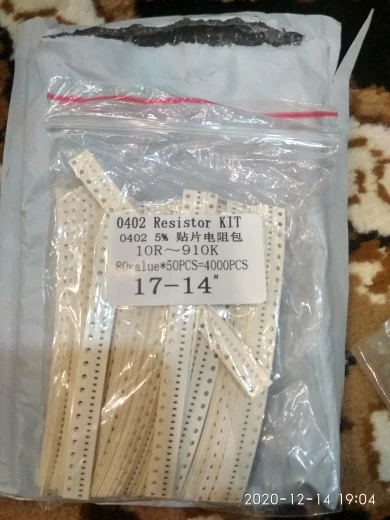 0402 Resistor KIT
0402 5% 贴片电阻包
10R～910K
80value*50PCS=4000PCS
17-14"
2020-12-14 19:04